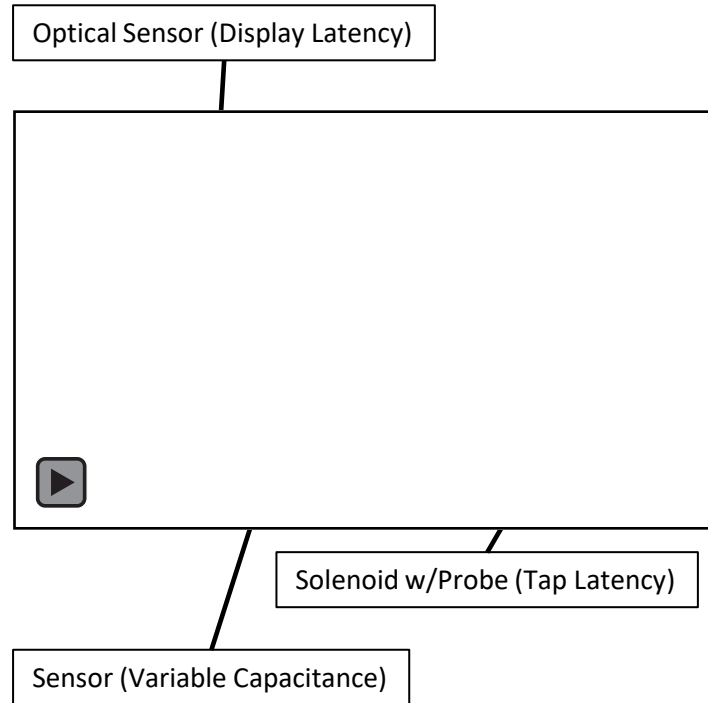 Optical Sensor (Display Latency)
Solenoid w/Probe (Tap Latency)
Sensor (Variable Capacitance)